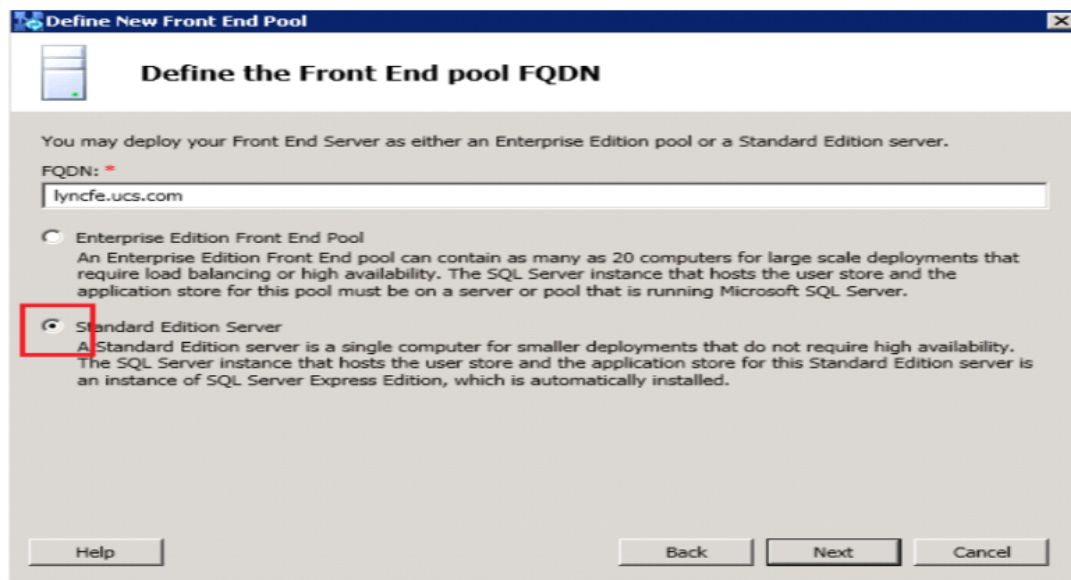 Define New Front End Pool
Define the Front End pool FQDN
You may deploy your Front End Server as either an Enterprise Edition pool or a Standard Edition server.
FQDN: *
lyncfe.ucs.com
Enterprise Edition Front End Pool
An Enterprise Edition Front End pool can contain as many as 20 computers for large scale deployments that
require load balancing or high availability. The SQL Server instance that hosts the user store and the
application store for this pool must be on a server or pool that is running Microsoft SQL Server.
Standard Edition Server
A Standard Edition server is a single computer for smaller deployments that do not require high availability.
The SQL Server instance that hosts the user store and the application store for this Standard Edition server is
an instance of SQL Server Express Edition, which is automatically installed.
Help
Back
Next
Cancel